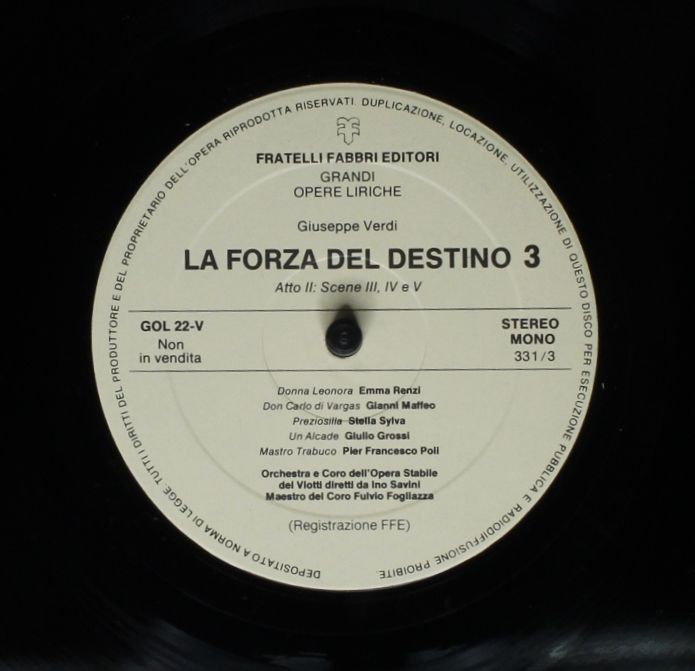 DEPOSITATO A NORMA DI LEGGE. TUTTI I DIRITTI DEL PRODUTTORE E DEL PROPRIETARIO DELL'OPERA RIPRODOTTA RISERVATI. DUPLICAZIONE, LOCAZIONE, UTILIZZAZIONE DI QUESTO DISCO PER ESECUZIONE PUBBLICA E RADIODIFFUSIONE PROIBITE.
FRATELLI FABBRI EDITORI
GRANDI
OPERE LIRICHE
Giuseppe Verdi
LA FORZA DEL DESTINO 3
Atto II: Scene III, IV e V
GOL 22-V
Non
in vendita
STEREO
MONO
331/3
Donna Leonora Emma Renzi
Don Carlo di Vargas Gianni Maffeo
Preziosilla Stella Sylva
Un Alcade Giulio Grossi
Mastro Trabuco Pier Francesco Poli
Orchestra e Coro dell'Opera Stabile
dei Viotti diretti da Ino Savini
Maestro del Coro Fulvio Fogliazza
(Registrazione FFE)